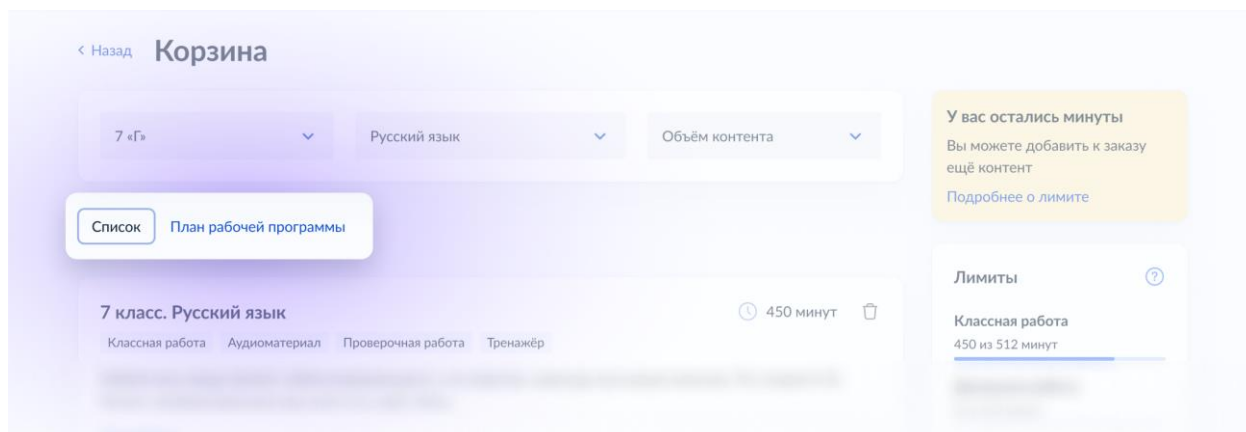 Назад Корзина
7 «Г» Русский язык Объём контента
Список План рабочей программы
7 класс. Русский язык 450 минут
Классная работа Аудиоматериал Проверочная работа Тренажёр
У вас остались минуты
Вы можете добавить к заказу
ещё контент
Подробнее о лимите
Лимиты ?
Классная работа
450 из 512 минут